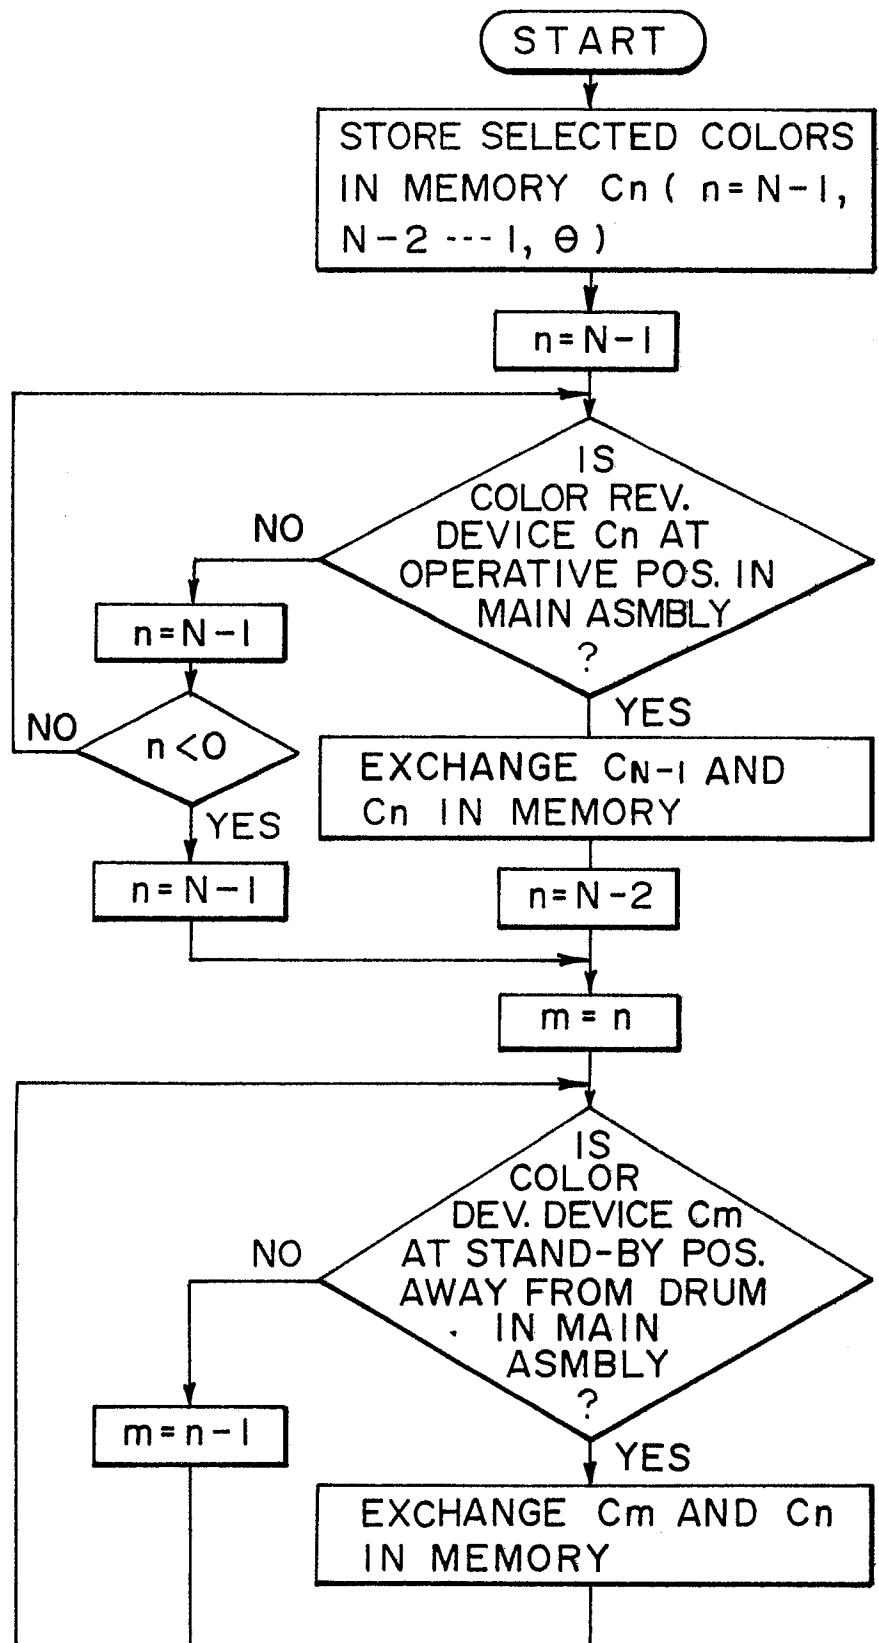 START
STORE SELECTED COLORS
IN MEMORY Cn ( n=N-1,
N-2 --- 1, θ )
n=N-1
IS
COLOR REV.
DEVICE Cn AT
OPERATIVE POS. IN
MAIN ASMBLY
?
NO
n=N-1
YES
NO
n<0
EXCHANGE CN-1 AND
Cn IN MEMORY
YES
n=N-1
n=N-2
m=n
IS
COLOR
DEV. DEVICE Cm
AT STAND-BY POS.
AWAY FROM DRUM
IN MAIN
ASMBLY
?
NO
m=n-1
YES
EXCHANGE Cm AND Cn
IN MEMORY